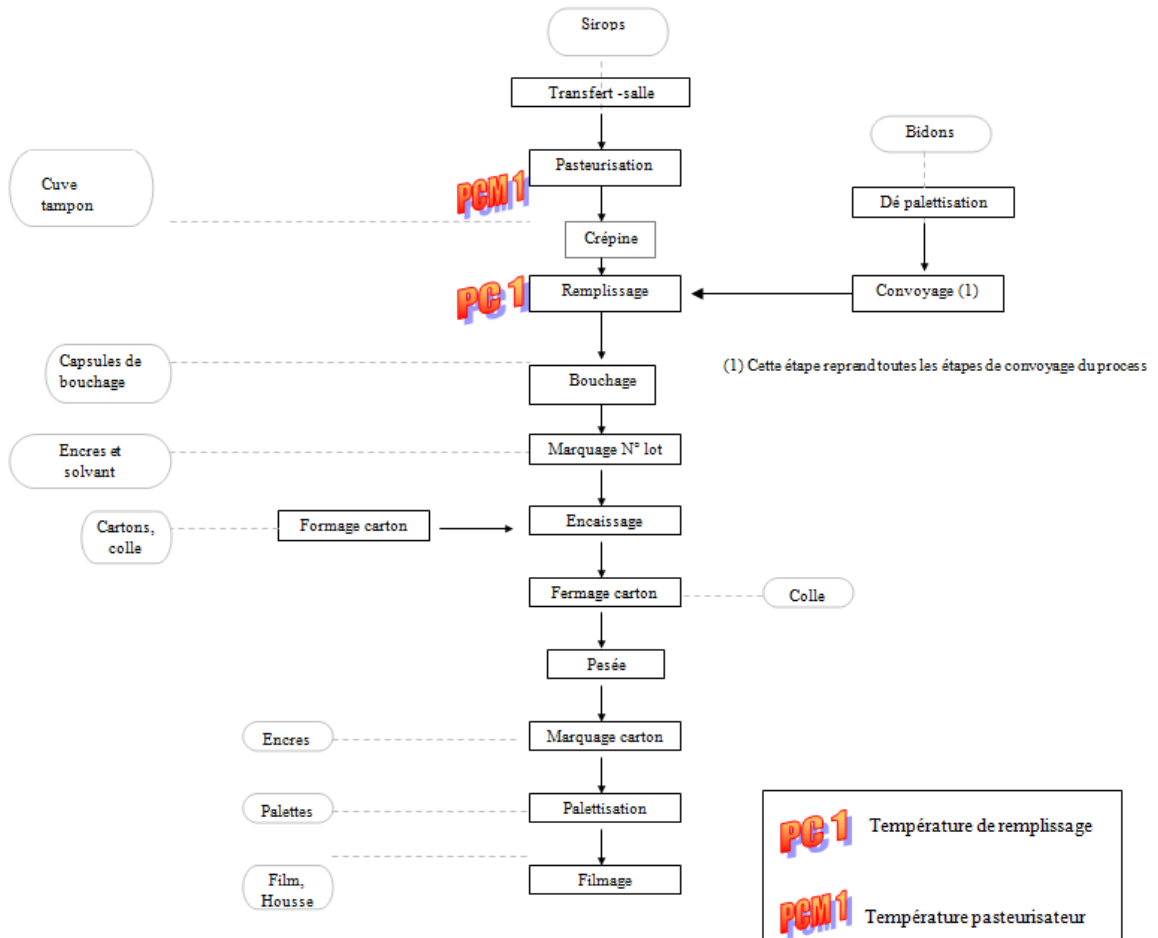 Sirops
Transfert -salle
Bidons
Cuve
tampon
PCM 1
Pasteurisation
Dé palettisation
Crépine
PC 1
Remplissage
Convoyage (1)
Capsules de
bouchage
Bouchage
(1) Cette étape reprend toutes les étapes de convoyage du process
Encres et
solvant
Marquage N° lot
Cartons,
colle
Formage carton
Encaissage
Fermage carton
Colle
Pesée
Encres
Marquage carton
Palettes
Palettisation
Film,
Housse
Filmage
PC 1 Température de remplissage
PCM 1 Température pasteurisateur